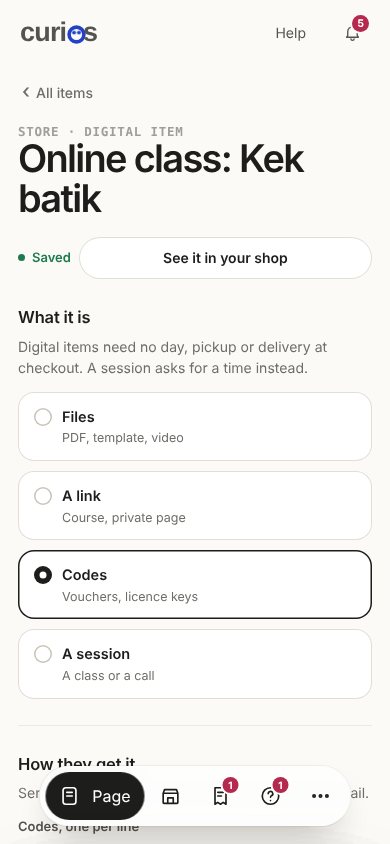 curios
Help
5
All items
STORE · DIGITAL ITEM
Online class: Kek
batik
Saved
See it in your shop
What it is
Digital items need no day, pickup or delivery at
checkout. A session asks for a time instead.
Files
PDF, template, video
A link
Course, private page
Codes
Vouchers, licence keys
A session
A class or a call
How they get it
ail.
Page
1
1
Codes, one per line